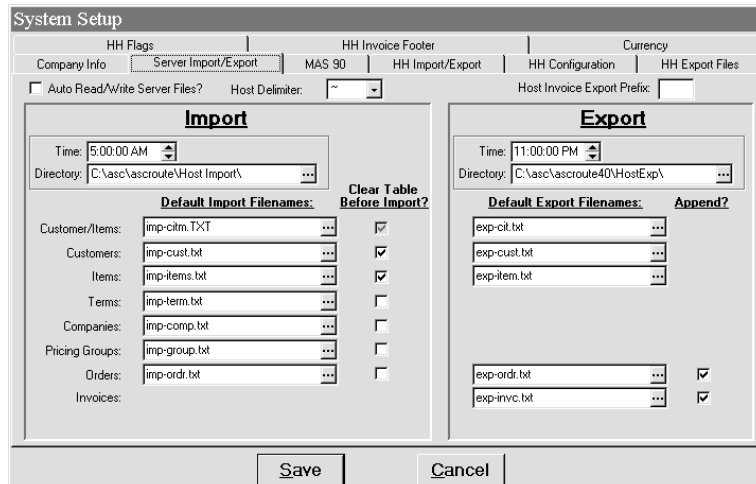 System Setup
HH Flags HH Invoice Footer Currency
Company Info Server Import/Export MAS 90 HH Import/Export HH Configuration HH Export Files
Auto Read/Write Server Files? Host Delimiter: ~ Host Invoice Export Prefix:
Import Export
Time: 5:00:00 AM Time: 11:00:00 PM
Directory: C:\asc\ascroute\Host Import\ ... Directory: C:\asc\ascroute40\HostExp\ ...
Clear Table
Default Import Filenames: Before Import? Default Export Filenames: Append?
Customer/Items: imp-citm.TXT ... exp-cit.txt ...
Customers: imp-cust.txt ... exp-cust.txt ...
Items: imp-items.txt ... exp-item.txt ...
Terms: imp-term.txt ...
Companies: imp-comp.txt ...
Pricing Groups: imp-group.txt ...
Orders: imp-ordr.txt ... exp-ordr.txt ...
Invoices: exp-invc.txt ...
Save Cancel